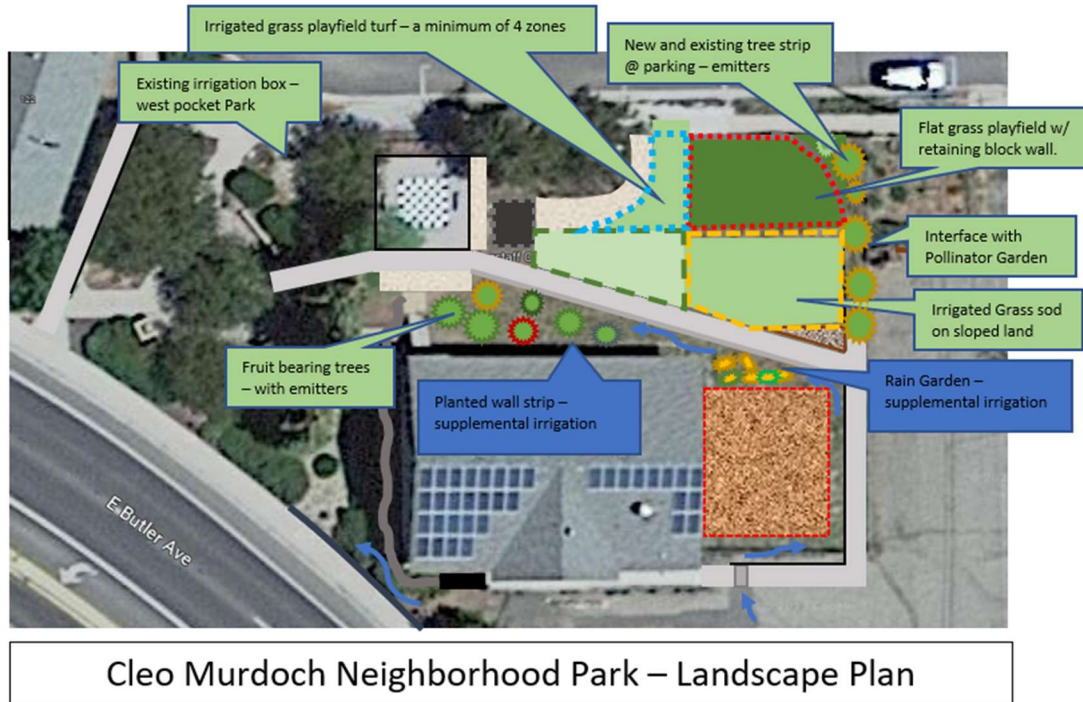 Irrigated grass playfield turf – a minimum of 4 zones
New and existing tree strip
@ parking – emitters
Existing irrigation box –
west pocket Park
Flat grass playfield w/
retaining block wall.
Interface with
Pollinator Garden
Irrigated Grass sod
on sloped land
Fruit bearing trees
– with emitters
Planted wall strip –
supplemental irrigation
Rain Garden –
supplemental irrigation
E Butler Ave
Cleo Murdoch Neighborhood Park – Landscape Plan